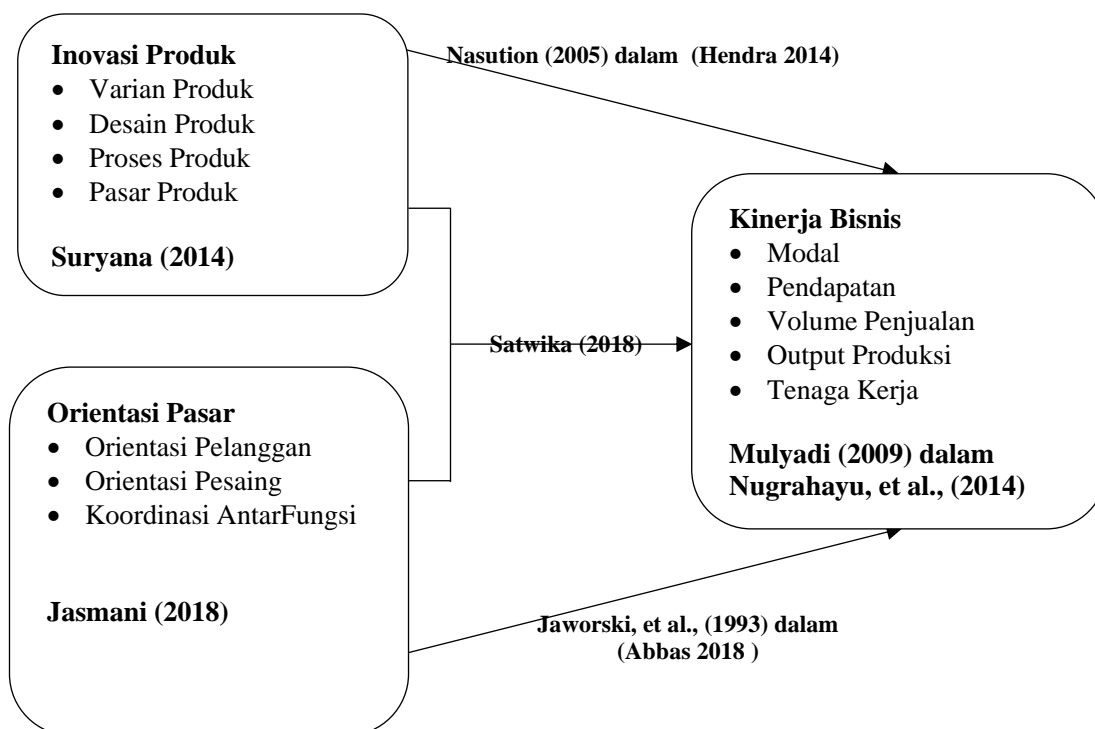 Inovasi Produk
• Varian Produk
• Desain Produk
• Proses Produk
• Pasar Produk
Suryana (2014)
Nasution (2005) dalam (Hendra 2014)
Orientasi Pasar
• Orientasi Pelanggan
• Orientasi Pesaing
• Koordinasi AntarFungsi
Jasmani (2018)
Satwika (2018)
Jaworski, et al., (1993) dalam
(Abbas 2018 )
Kinerja Bisnis
• Modal
• Pendapatan
• Volume Penjualan
• Output Produksi
• Tenaga Kerja
Mulyadi (2009) dalam
Nugrahayu, et al., (2014)